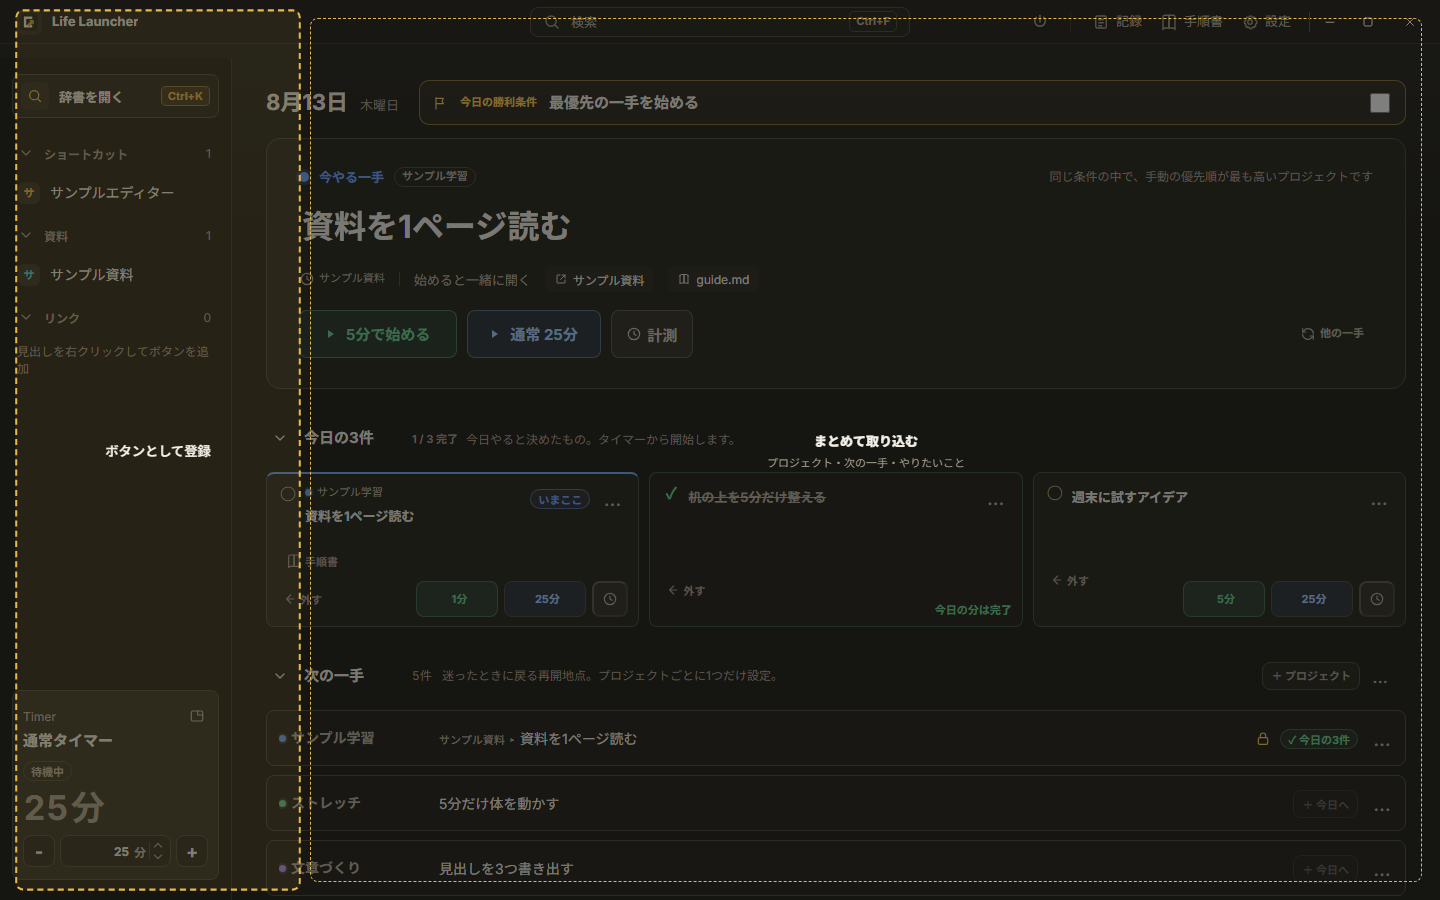 Life Launcher
検索
Ctrl+F
記録
手順書
設定
辞書を開く
Ctrl+K
ショートカット
1
サンプルエディター
資料
1
サンプル資料
リンク
0
見出しを右クリックしてボタンを追
加
ボタンとして登録
Timer
通常タイマー
待機中
25分
-
25 分
+
8月13日
木曜日
今日の勝利条件
最優先の一手を始める
今やる一手
サンプル学習
同じ条件の中で、手動の優先順が最も高いプロジェクトです
資料を1ページ読む
サンプル資料
始めると一緒に開く
サンプル資料
guide.md
5分で始める
通常 25分
計測
他の一手
今日の3件
1 / 3 完了
今日やると決めたもの。タイマーから開始します。
まとめて取り込む
プロジェクト・次の一手・やりたいこと
サンプル学習
いまここ
...
資料を1ページ読む
手順書
← 外す
1分
25分
✓ 机の上を5分だけ整える
...
← 外す
今日の分は完了
週末に試すアイデア
...
← 外す
5分
25分
次の一手
5件
迷ったときに戻る再開地点。プロジェクトごとに1つだけ設定。
+ プロジェクト
...
サンプル学習
サンプル資料 ▸ 資料を1ページ読む
✓ 今日の3件
...
ストレッチ
5分だけ体を動かす
+ 今日へ
...
文章づくり
見出しを3つ書き出す
+ 今日へ
...